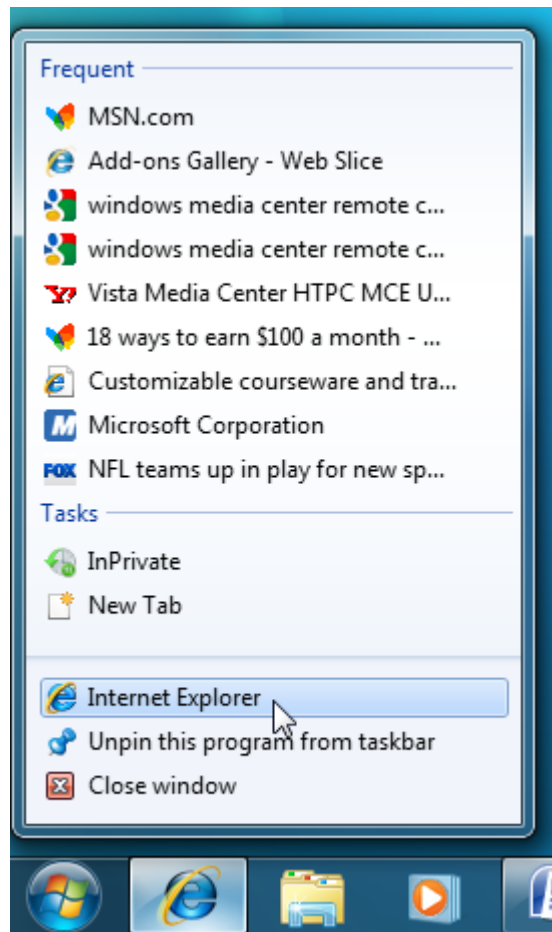 Frequent
MSN.com
Add-ons Gallery - Web Slice
windows media center remote c...
windows media center remote c...
Vista Media Center HTPC MCE U...
18 ways to earn $100 a month - ...
Customizable courseware and tra...
Microsoft Corporation
FOX NFL teams up in play for new sp...
Tasks
InPrivate
New Tab
Internet Explorer
Unpin this program from taskbar
Close window